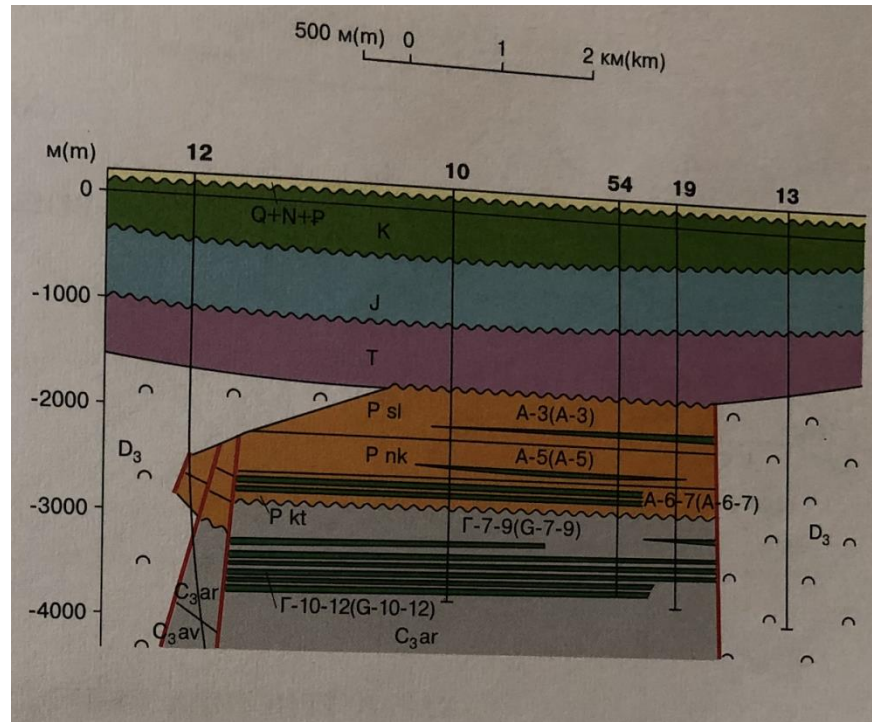 500 м(m) 0 1 2 км(km)
м(m) 12 10 54 19 13
0
Q+N+P
K
-1000
J
T
-2000
P sl A-3(A-3)
D₃ P nk A-5(A-5)
A-6-7(A-6-7)
-3000
P kt Г-7-9(G-7-9) D₃
C₃ar
-4000 Г-10-12(G-10-12)
C₃av C₃ar